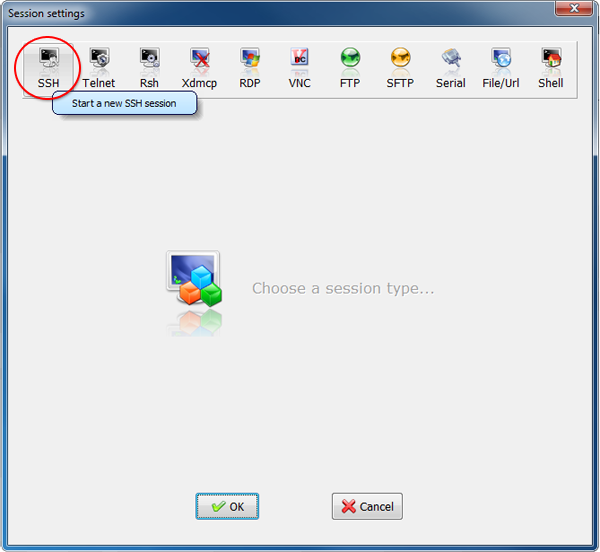 Session settings
SSH Telnet Rsh Xdmcp RDP VNC FTP SFTP Serial File/Url Shell
Start a new SSH session
Choose a session type...
OK Cancel